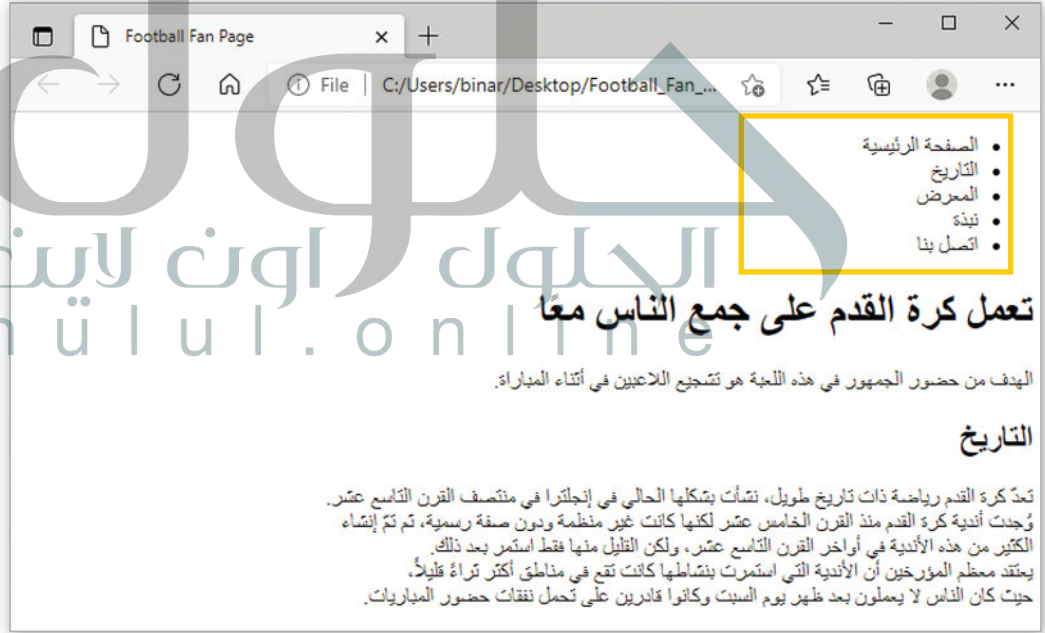 Football Fan Page
File | C:/Users/binar/Desktop/Football_Fan_...
• الصفحة الرئيسية
• التاريخ
• المعرض
• نبذة
• اتصل بنا
تعمل كرة القدم على جمع الناس معًا
الهدف من حضور الجمهور في هذه اللعبة هو تشجيع اللاعبين في أثناء المباراة.
التاريخ
تعدّ كرة القدم رياضة ذات تاريخ طويل، نشأت بشكلها الحالي في إنجلترا في منتصف القرن التاسع عشر.
وُجدت أندية كرة القدم منذ القرن الخامس عشر لكنها كانت غير منظمة ودون صفة رسمية، ثم تمّ إنشاء
الكثير من هذه الأندية في أواخر القرن التاسع عشر، ولكن القليل منها فقط استمر بعد ذلك.
يعتقد معظم المؤرخين أن الأندية التي استمرت بنشاطها كانت تقع في مناطق أكثر ثراءً قليلاً،
حيث كان الناس لا يعملون بعد ظهر يوم السبت وكانوا قادرين على تحمل نفقات حضور المباريات.
حلول
الحلول اون لاين
hulul.online